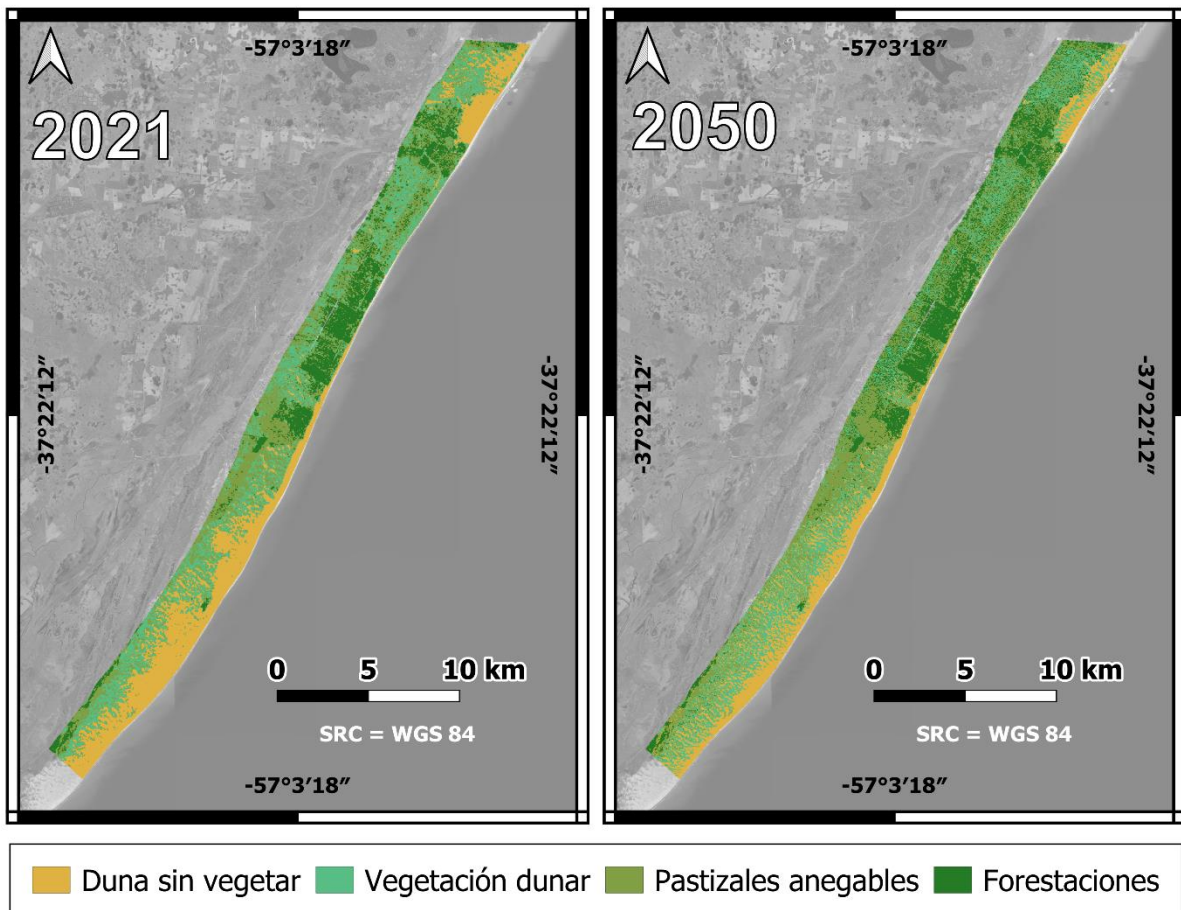 -57°3′18″
2021
-37°22′12″
-37°22′12″
0 5 10 km
SRC = WGS 84
-57°3′18″
-57°3′18″
2050
-37°22′12″
-37°22′12″
0 5 10 km
SRC = WGS 84
-57°3′18″
Duna sin vegetar Vegetación dunar Pastizales anegables Forestaciones